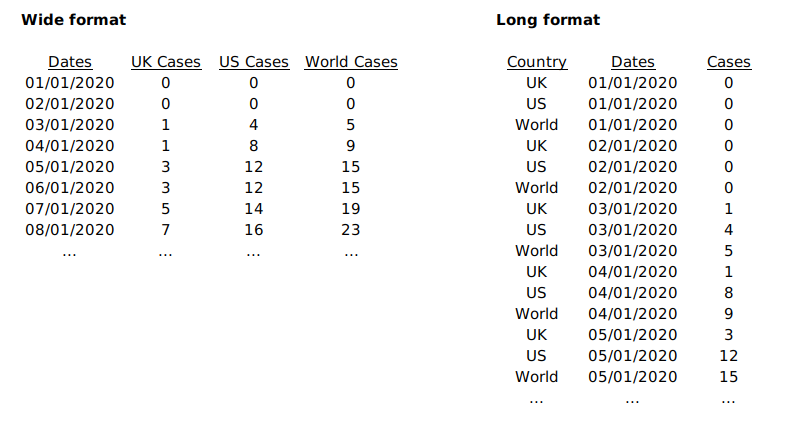 Wide format
Dates UK Cases US Cases World Cases
01/01/2020 0 0 0
02/01/2020 0 0 0
03/01/2020 1 4 5
04/01/2020 1 8 9
05/01/2020 3 12 15
06/01/2020 3 12 15
07/01/2020 5 14 19
08/01/2020 7 16 23
... ... ... ...
Long format
Country Dates Cases
UK 01/01/2020 0
US 01/01/2020 0
World 01/01/2020 0
UK 02/01/2020 0
US 02/01/2020 0
World 02/01/2020 0
UK 03/01/2020 1
US 03/01/2020 4
World 03/01/2020 5
UK 04/01/2020 1
US 04/01/2020 8
World 04/01/2020 9
UK 05/01/2020 3
US 05/01/2020 12
World 05/01/2020 15
... ... ...